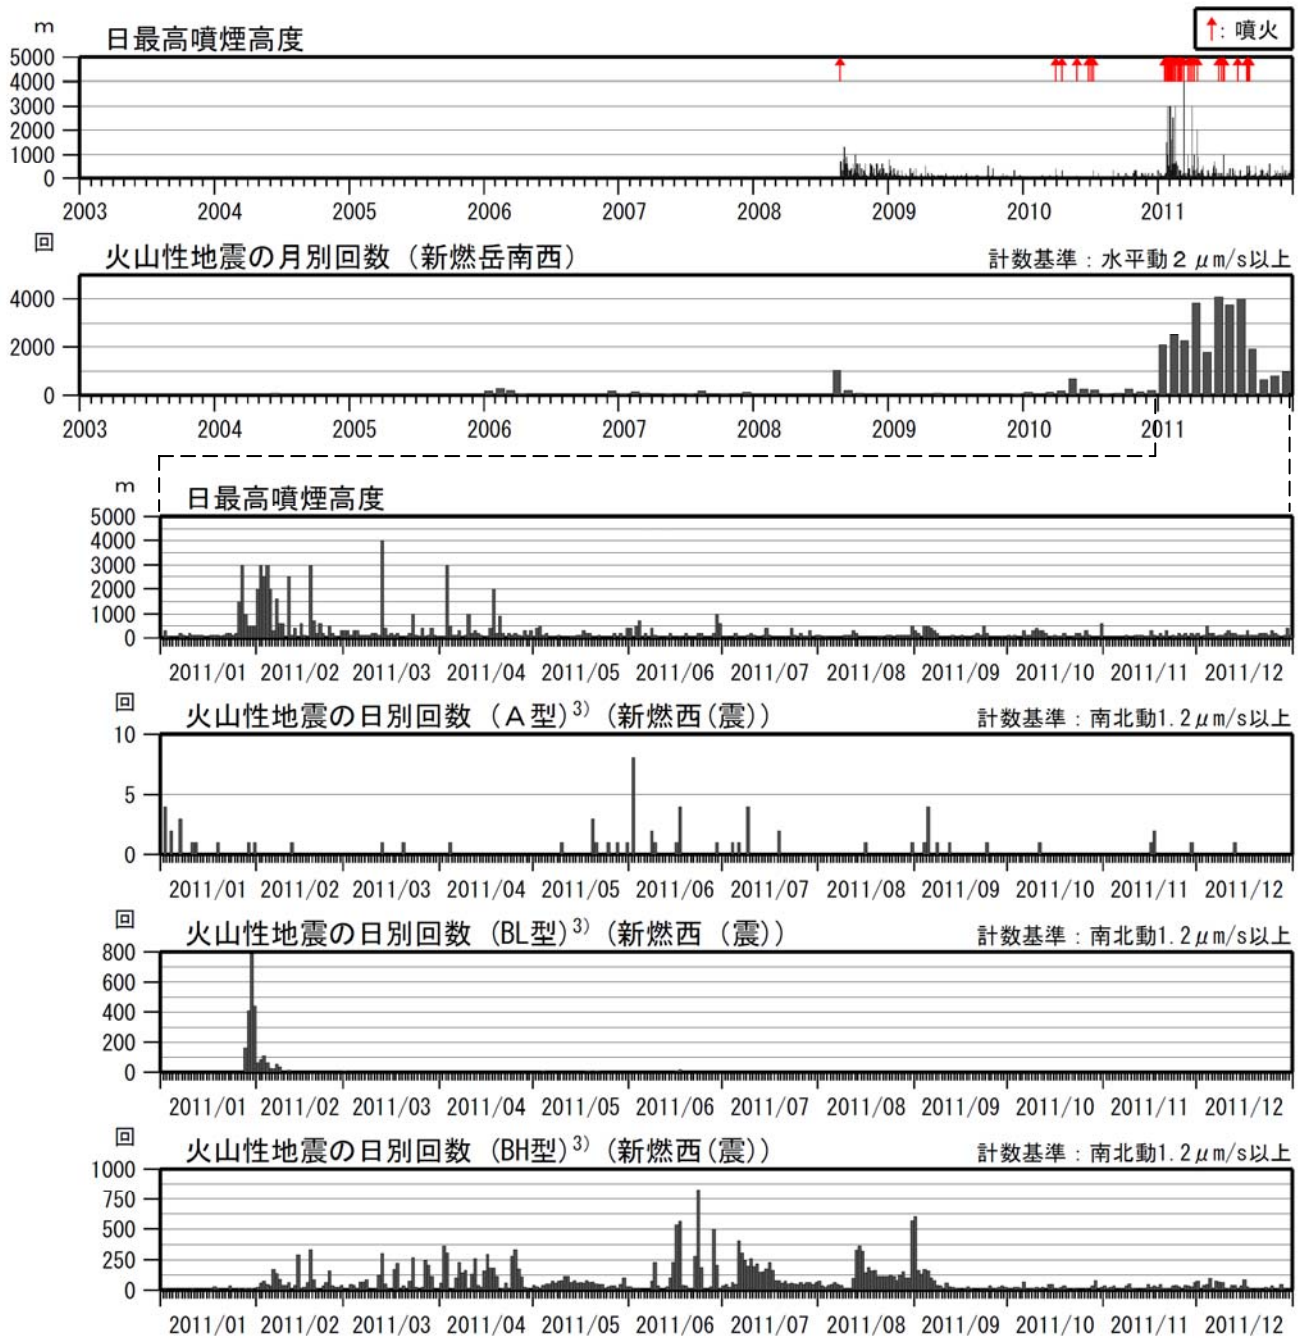 m
日最高噴煙高度
↑: 噴火
5000
4000
3000
2000
1000
0
2003 2004 2005 2006 2007 2008 2009 2010 2011
回
火山性地震の月別回数（新燃岳南西）
計数基準：水平動2μm/s以上
4000
2000
0
2003 2004 2005 2006 2007 2008 2009 2010 2011
m
日最高噴煙高度
5000
4000
3000
2000
1000
0
2011/01 2011/02 2011/03 2011/04 2011/05 2011/06 2011/07 2011/08 2011/09 2011/10 2011/11 2011/12
回
火山性地震の日別回数（A型）3)（新燃西(震)）
計数基準：南北動1.2μm/s以上
10
5
0
2011/01 2011/02 2011/03 2011/04 2011/05 2011/06 2011/07 2011/08 2011/09 2011/10 2011/11 2011/12
回
火山性地震の日別回数（BL型)3)（新燃西（震））
計数基準：南北動1.2μm/s以上
800
600
400
200
0
2011/01 2011/02 2011/03 2011/04 2011/05 2011/06 2011/07 2011/08 2011/09 2011/10 2011/11 2011/12
回
火山性地震の日別回数（BH型)3)（新燃西(震)）
計数基準：南北動1.2μm/s以上
1000
750
500
250
0
2011/01 2011/02 2011/03 2011/04 2011/05 2011/06 2011/07 2011/08 2011/09 2011/10 2011/11 2011/12